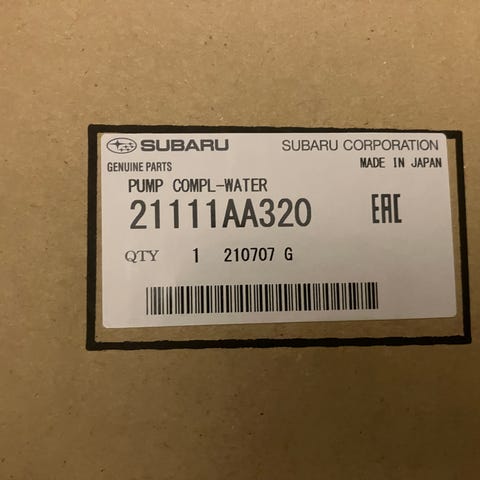 SUBARU SUBARU CORPORATION
GENUINE PARTS MADE IN JAPAN
PUMP COMPL-WATER
21111AA320 EAC
QTY 1 210707 G